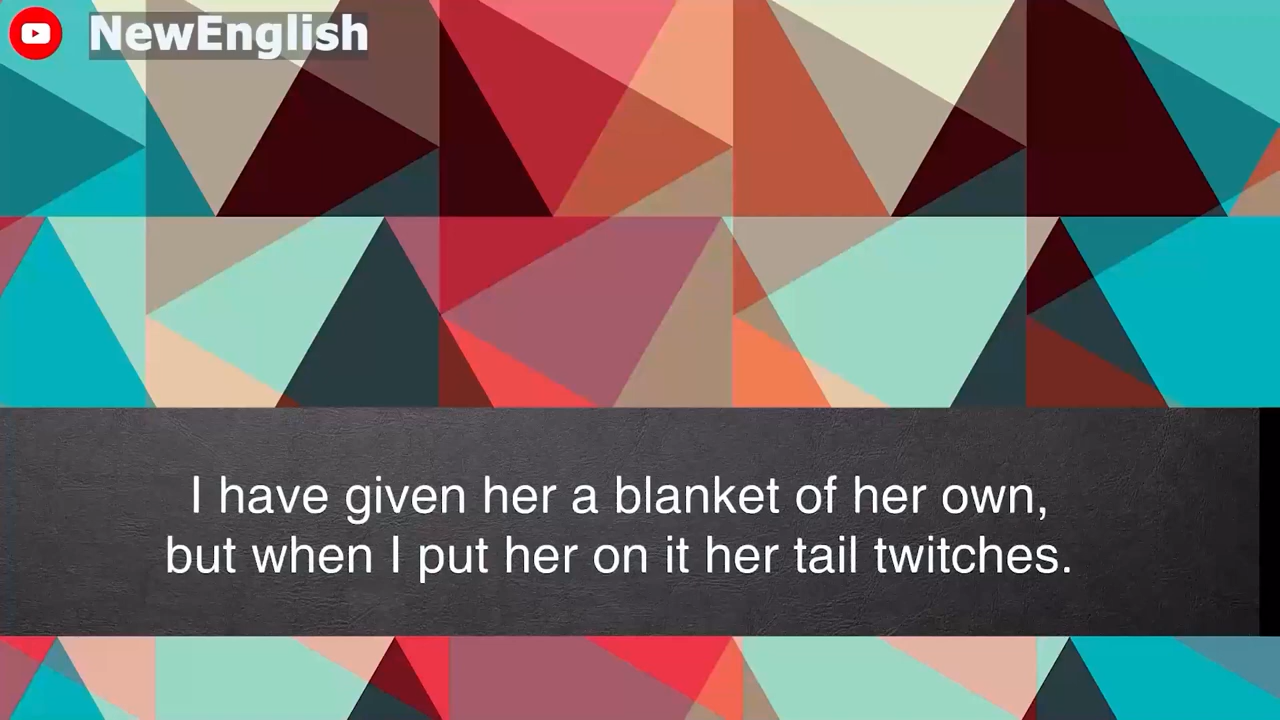 NewEnglish
I have given her a blanket of her own,
but when I put her on it her tail twitches.